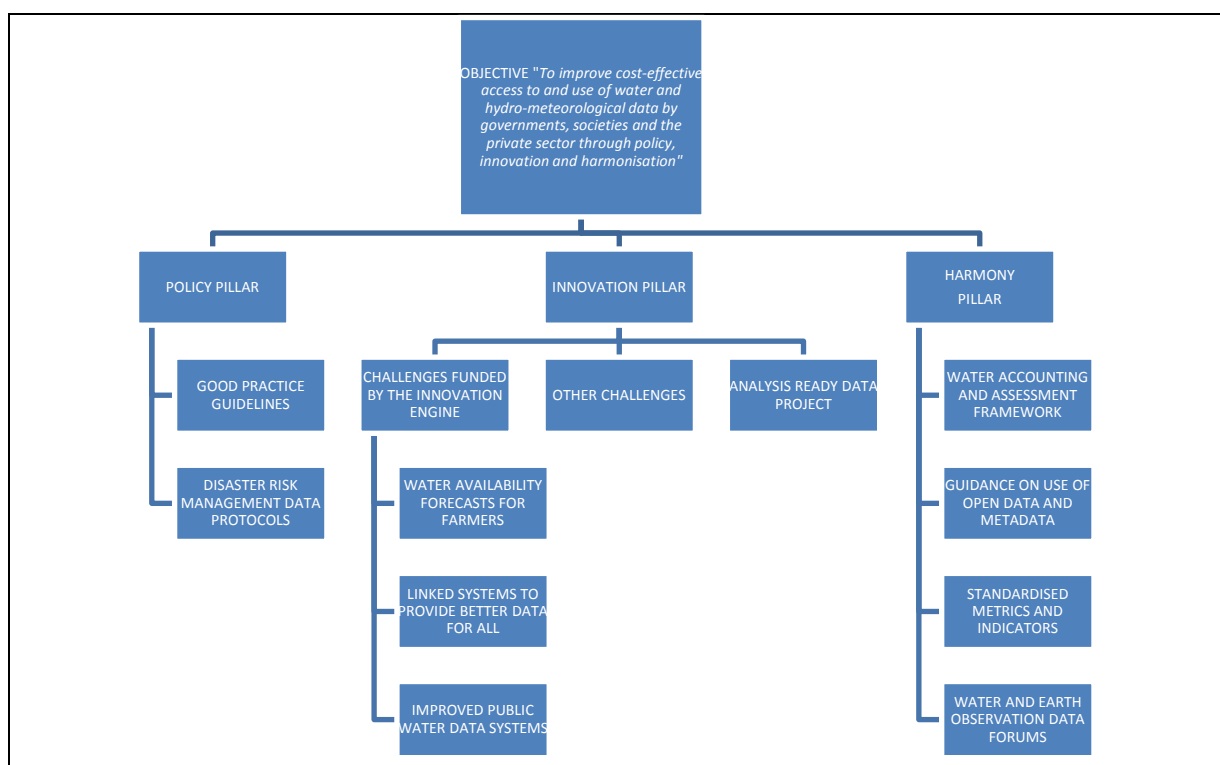 OBJECTIVE "To improve cost-effective
access to and use of water and
hydro-meteorological data by
governments, societies and the
private sector through policy,
innovation and harmonisation"
POLICY PILLAR
INNOVATION PILLAR
HARMONY
PILLAR
GOOD PRACTICE
GUIDELINES
DISASTER RISK
MANAGEMENT DATA
PROTOCOLS
CHALLENGES FUNDED
BY THE INNOVATION
ENGINE
OTHER CHALLENGES
ANALYSIS READY DATA
PROJECT
WATER AVAILABILITY
FORECASTS FOR
FARMERS
LINKED SYSTEMS TO
PROVIDE BETTER DATA
FOR ALL
IMPROVED PUBLIC
WATER DATA SYSTEMS
WATER ACCOUNTING
AND ASSESSMENT
FRAMEWORK
GUIDANCE ON USE OF
OPEN DATA AND
METADATA
STANDARDISED
METRICS AND
INDICATORS
WATER AND EARTH
OBSERVATION DATA
FORUMS